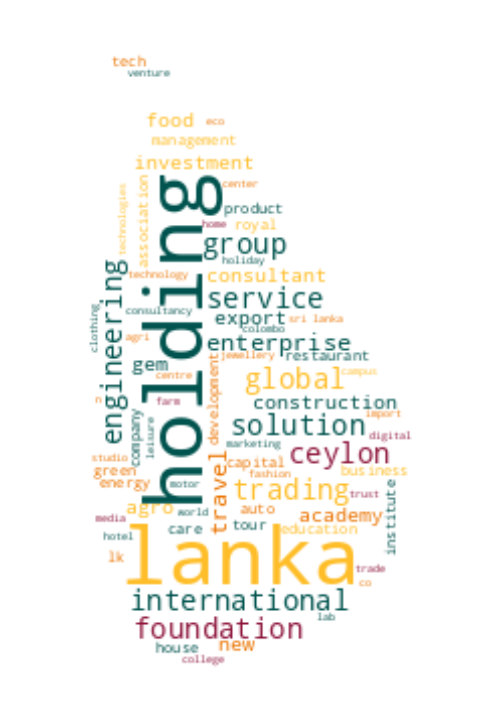 tech
venture
food eco
management
investment
holding
center
association
technologies
product
home royal
group
holiday
engineering
technology consultant
service
clothing
consultancy
export sri lanka
colombo
agri
enterprise
jewellery restaurant
gem
centre
global campus
development
farm
construction
n
company
leisure
import
solution
digital
marketing
ceylon
studio
green
capital
business
fashion
energy
motor
travel
trading trust
institute
agro
world
auto
academy
media
care
tour
education
hotel
lanka
lk
trade
co
international
lab
foundation
house
new
college